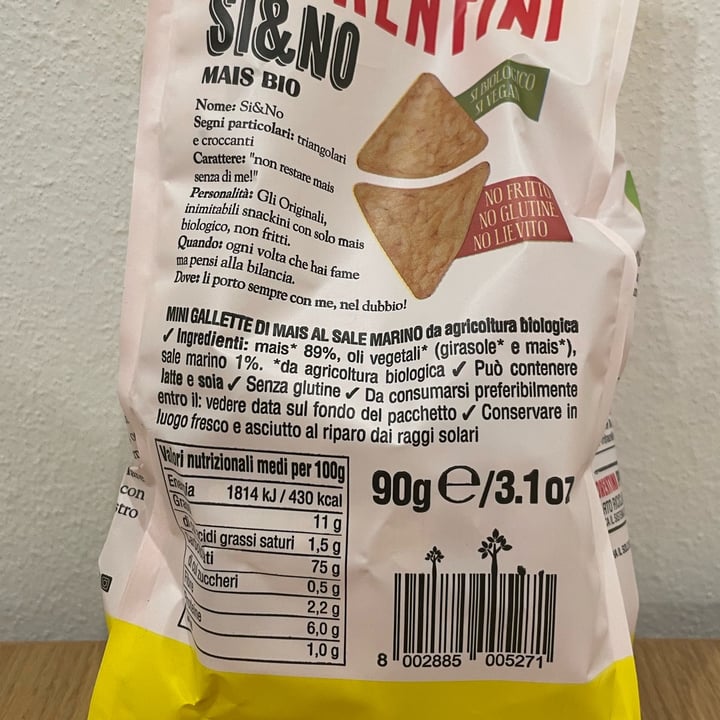 SI&NO
MAIS BIO
Nome: Si&No
Segni particolari: triangolari
e croccanti
Carattere: "non restare mais
senza di me!"
Personalità: Gli Originali,
inimitabili snackini con solo mais
biologico, non fritti.
Quando: ogni volta che hai fame
ma pensi alla bilancia.
Dove: li porto sempre con me, nel dubbio!
SI BIOLOGICO
SI VEGAN
NO FRITTO
NO GLUTINE
NO LIEVITO
MINI GALLETTE DI MAIS AL SALE MARINO da agricoltura biologica
✓ Ingredienti: mais* 89%, oli vegetali* (girasole* e mais*),
sale marino 1%. *da agricoltura biologica ✓ Può contenere
latte e soia ✓ Senza glutine ✓ Da consumarsi preferibilmente
entro il: vedere data sul fondo del pacchetto ✓ Conservare in
luogo fresco e asciutto al riparo dai raggi solari
Valori nutrizionali medi per 100g
Energia 1814 kJ / 430 kcal
11 g
acidi grassi saturi 1,5 g
75 g
zuccheri 0,5 g
2,2 g
6,0 g
1,0 g
90g ℮/3.1 oz
8 002885 005271
con